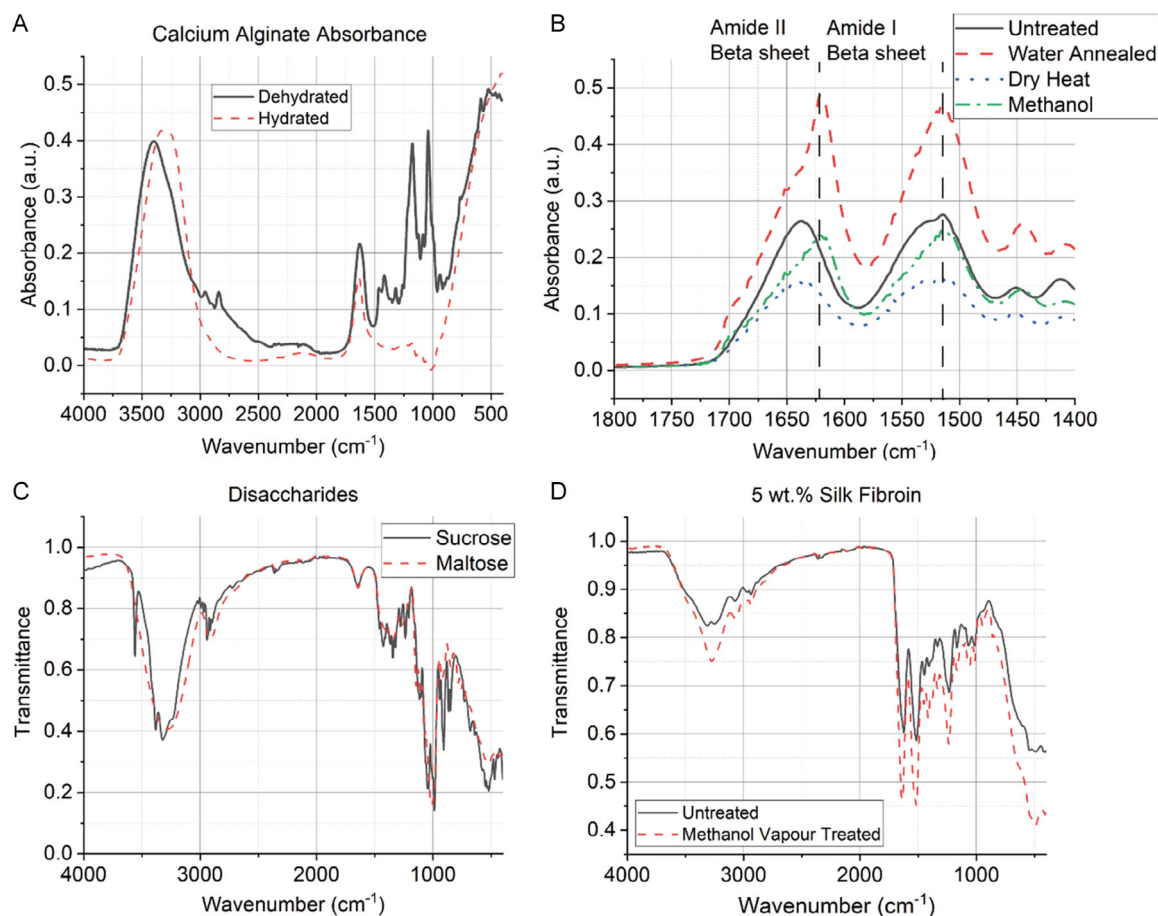 A
Calcium Alginate Absorbance
Dehydrated
Hydrated
Absorbance (a.u.)
0.5
0.4
0.3
0.2
0.1
0.0
4000 3500 3000 2500 2000 1500 1000 500
Wavenumber (cm⁻¹)
B
Amide II Amide I
Beta sheet Beta sheet
Untreated
Water Annealed
Dry Heat
Methanol
Absorbance (a.u.)
0.5
0.4
0.3
0.2
0.1
0.0
1800 1750 1700 1650 1600 1550 1500 1450 1400
Wavenumber (cm⁻¹)
C
Disaccharides
Sucrose
Maltose
Transmittance
1.0
0.8
0.6
0.4
0.2
0.0
4000 3000 2000 1000
Wavenumber (cm⁻¹)
D
5 wt.% Silk Fibroin
Transmittance
1.0
0.9
0.8
0.7
0.6
0.5
0.4
Untreated
Methanol Vapour Treated
4000 3000 2000 1000
Wavenumber (cm⁻¹)